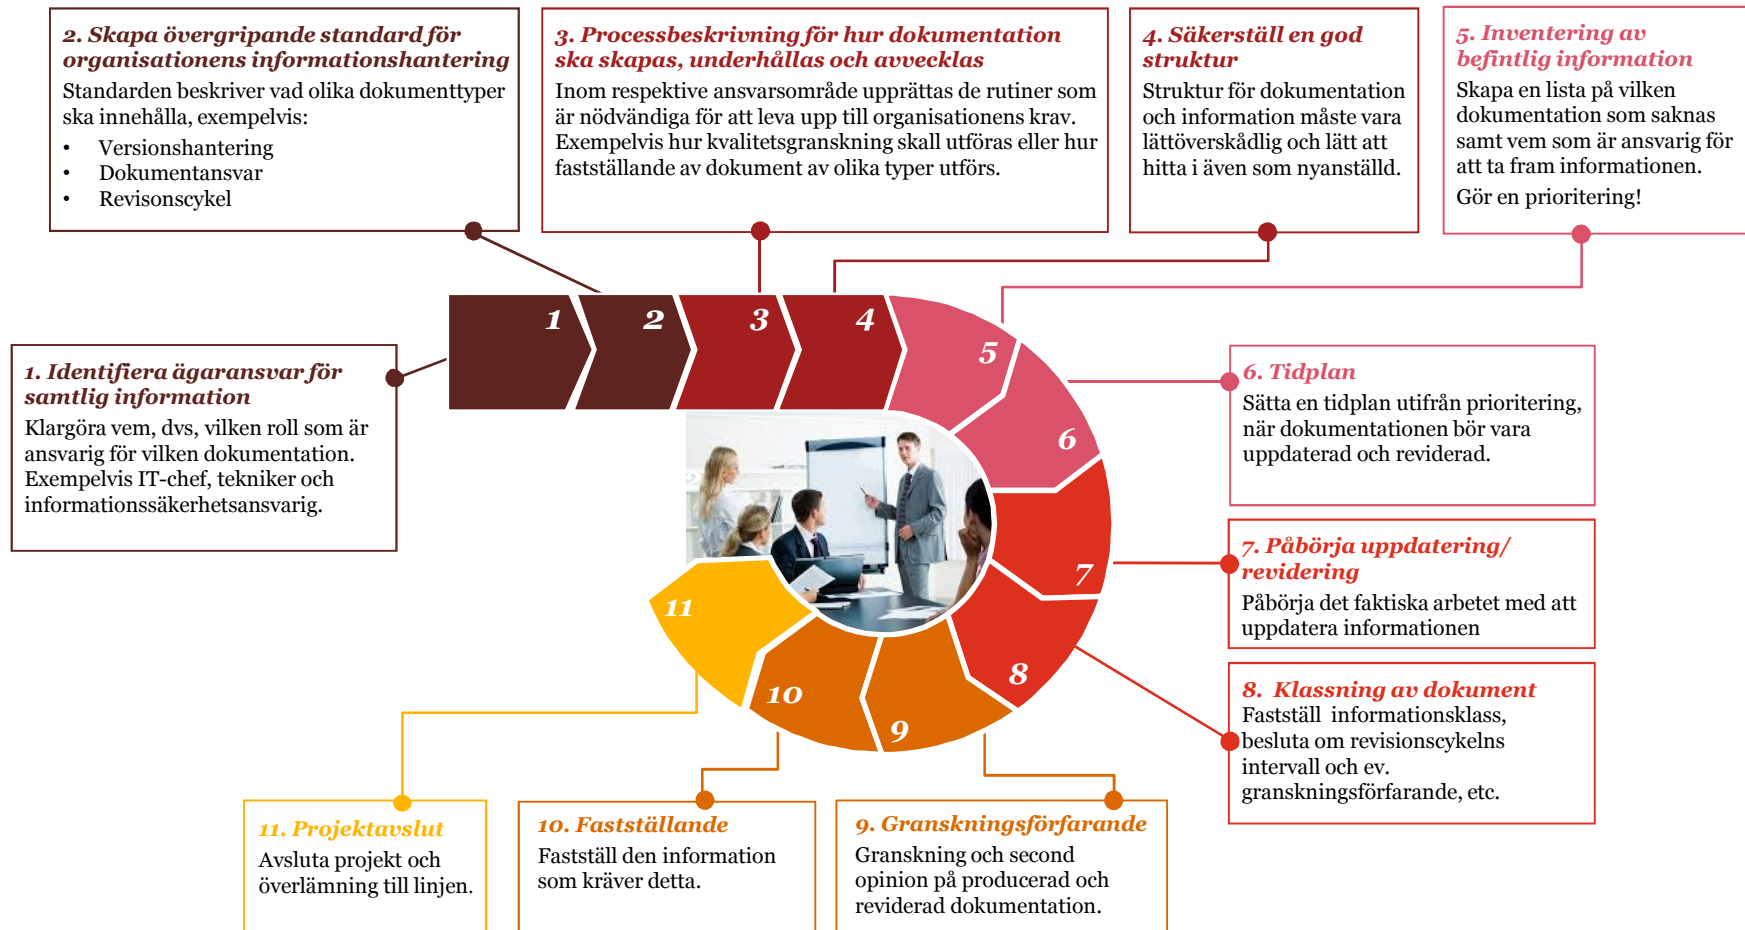 2. Skapa övergripande standard för
organisationens informationshantering
Standarden beskriver vad olika dokumenttyper
ska innehålla, exempelvis:
• Versionshantering
• Dokumentansvar
• Revisonscykel
3. Processbeskrivning för hur dokumentation
ska skapas, underhållas och avvecklas
Inom respektive ansvarsområde upprättas de rutiner som
är nödvändiga för att leva upp till organisationens krav.
Exempelvis hur kvalitetsgranskning skall utföras eller hur
fastställande av dokument av olika typer utförs.
4. Säkerställ en god
struktur
Struktur för dokumentation
och information måste vara
lättöverskådlig och lätt att
hitta i även som nyanställd.
5. Inventering av
befintlig information
Skapa en lista på vilken
dokumentation som saknas
samt vem som är ansvarig för
att ta fram informationen.
Gör en prioritering!
1
2
3
4
5
6
7
8
9
10
11
1. Identifiera ägaransvar för
samtlig information
Klargöra vem, dvs, vilken roll som är
ansvarig för vilken dokumentation.
Exempelvis IT-chef, tekniker och
informationssäkerhetsansvarig.
6. Tidplan
Sätta en tidplan utifrån prioritering,
när dokumentationen bör vara
uppdaterad och reviderad.
7. Påbörja uppdatering/
revidering
Påbörja det faktiska arbetet med att
uppdatera informationen
8. Klassning av dokument
Fastställ informationsklass,
besluta om revisionscykelns
intervall och ev.
granskningsförfarande, etc.
11. Projektavslut
Avsluta projekt och
överlämning till linjen.
10. Fastställande
Fastställ den information
som kräver detta.
9. Granskningsförfarande
Granskning och second
opinion på producerad och
reviderad dokumentation.